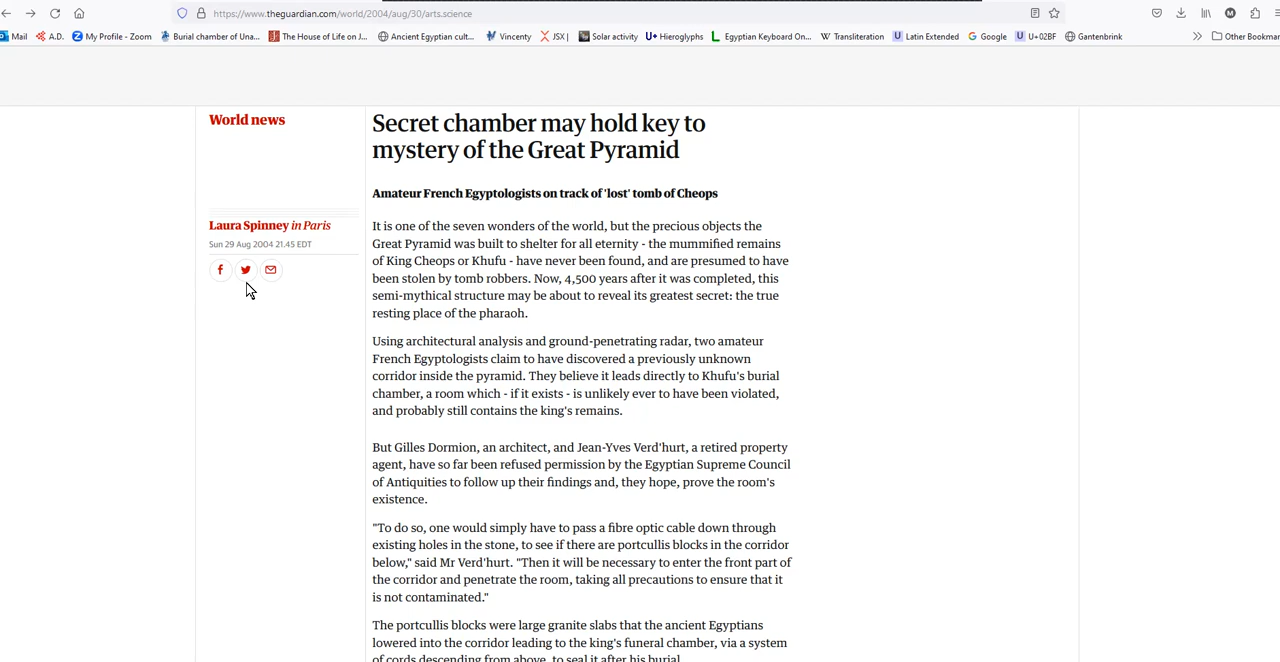 https://www.theguardian.com/world/2004/aug/30/arts.science
Mail A.D. My Profile - Zoom Burial chamber of Una... The House of Life on J... Ancient Egyptian cult... Vincenty JSX | Solar activity Hieroglyphs Egyptian Keyboard On... Transliteration Latin Extended Google U+02BF Gantenbrink Other Bookmar
World news
Secret chamber may hold key to
mystery of the Great Pyramid
Amateur French Egyptologists on track of 'lost' tomb of Cheops
Laura Spinney in Paris
Sun 29 Aug 2004 21.45 EDT
It is one of the seven wonders of the world, but the precious objects the
Great Pyramid was built to shelter for all eternity - the mummified remains
of King Cheops or Khufu - have never been found, and are presumed to have
been stolen by tomb robbers. Now, 4,500 years after it was completed, this
semi-mythical structure may be about to reveal its greatest secret: the true
resting place of the pharaoh.
Using architectural analysis and ground-penetrating radar, two amateur
French Egyptologists claim to have discovered a previously unknown
corridor inside the pyramid. They believe it leads directly to Khufu's burial
chamber, a room which - if it exists - is unlikely ever to have been violated,
and probably still contains the king's remains.
But Gilles Dormion, an architect, and Jean-Yves Verd'hurt, a retired property
agent, have so far been refused permission by the Egyptian Supreme Council
of Antiquities to follow up their findings and, they hope, prove the room's
existence.
"To do so, one would simply have to pass a fibre optic cable down through
existing holes in the stone, to see if there are portcullis blocks in the corridor
below," said Mr Verd'hurt. "Then it will be necessary to enter the front part of
the corridor and penetrate the room, taking all precautions to ensure that it
is not contaminated."
The portcullis blocks were large granite slabs that the ancient Egyptians
lowered into the corridor leading to the king's funeral chamber, via a system
of cords descending from above, to seal it after his burial.